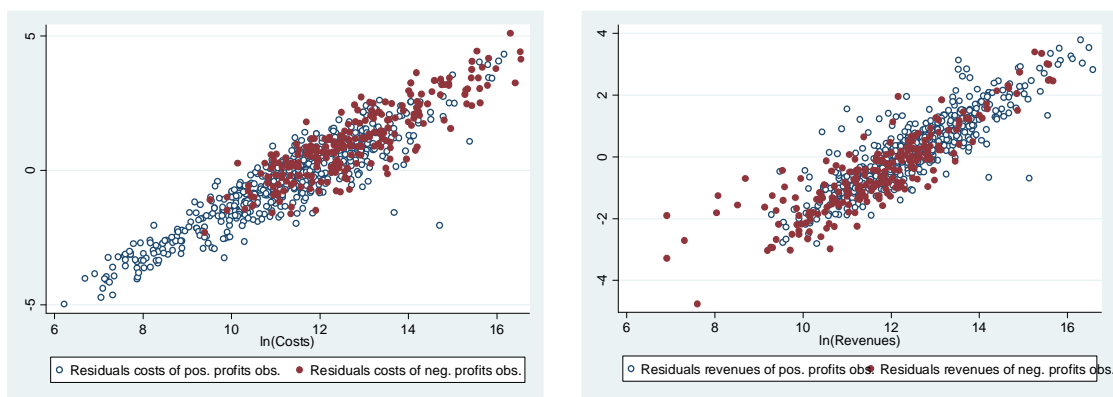 5
0
-5
6 8 10 12 14 16
ln(Costs)
Residuals costs of pos. profits obs. Residuals costs of neg. profits obs.
4
2
0
-2
-4
6 8 10 12 14 16
ln(Revenues)
Residuals revenues of pos. profits obs. Residuals revenues of neg. profits obs.